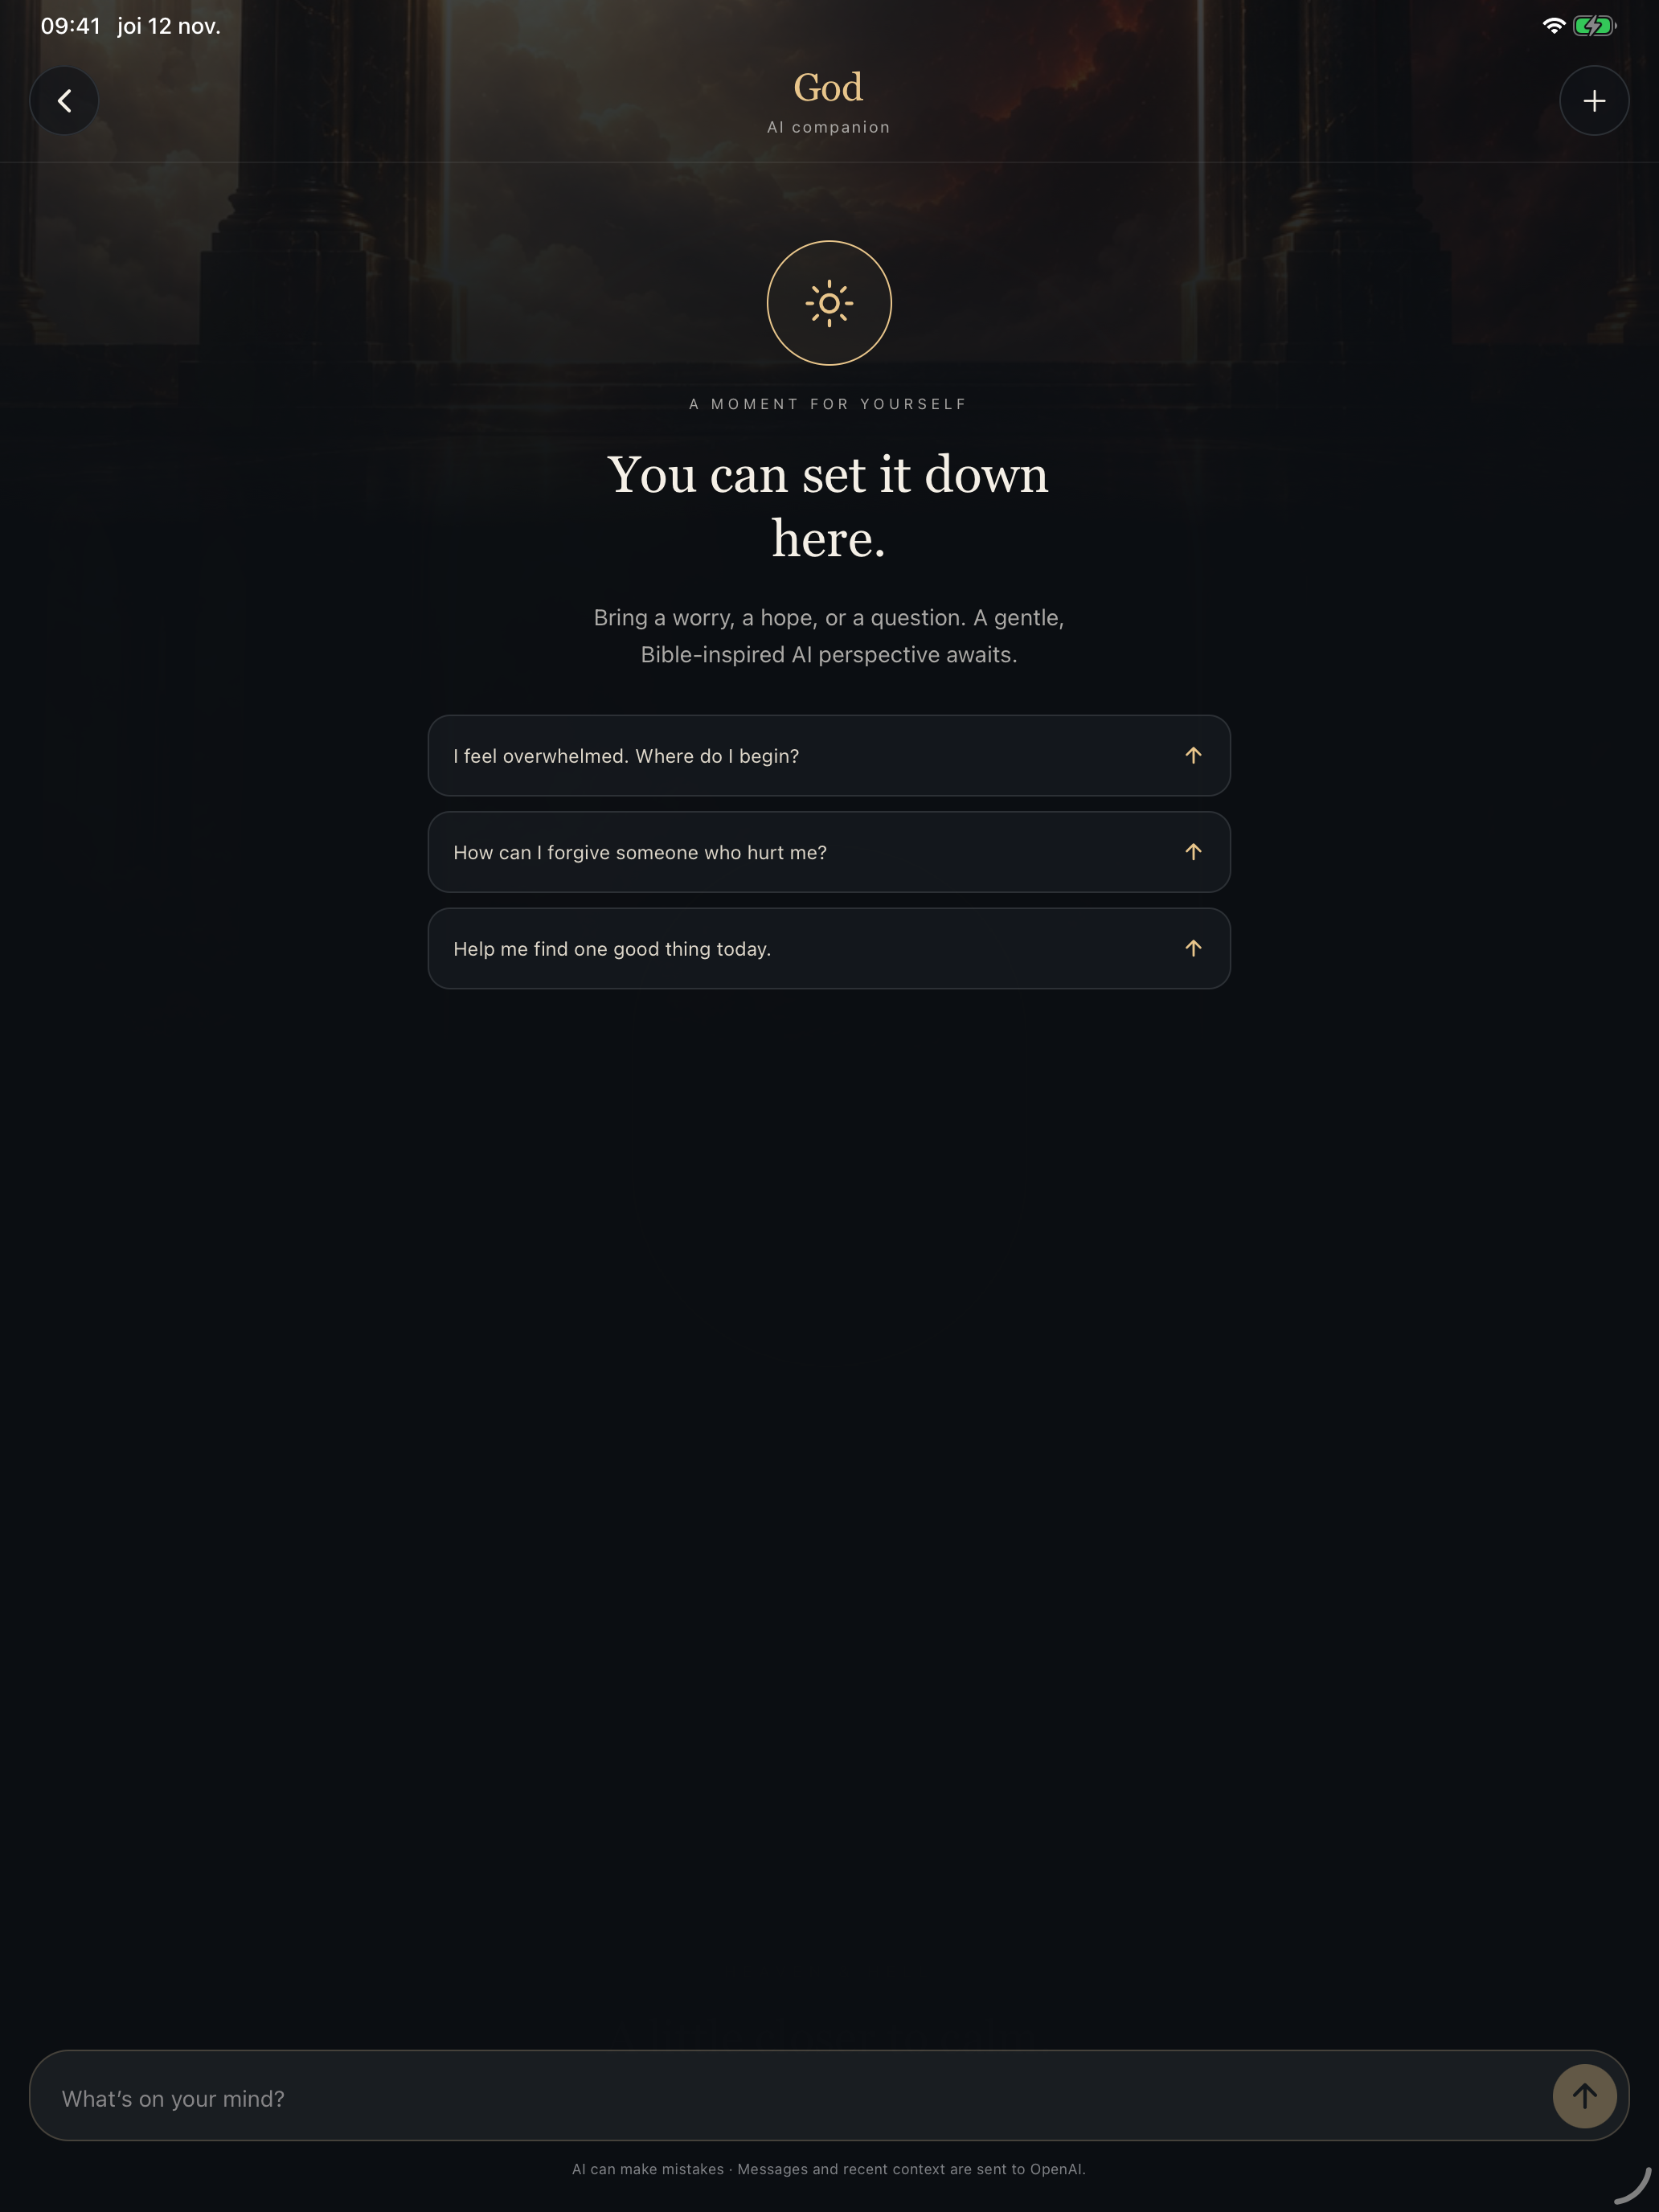 09:41 joi 12 nov.
God
AI companion
A MOMENT FOR YOURSELF
You can set it down
here.
Bring a worry, a hope, or a question. A gentle,
Bible-inspired AI perspective awaits.
I feel overwhelmed. Where do I begin?
How can I forgive someone who hurt me?
Help me find one good thing today.
What’s on your mind?
AI can make mistakes · Messages and recent context are sent to OpenAI.